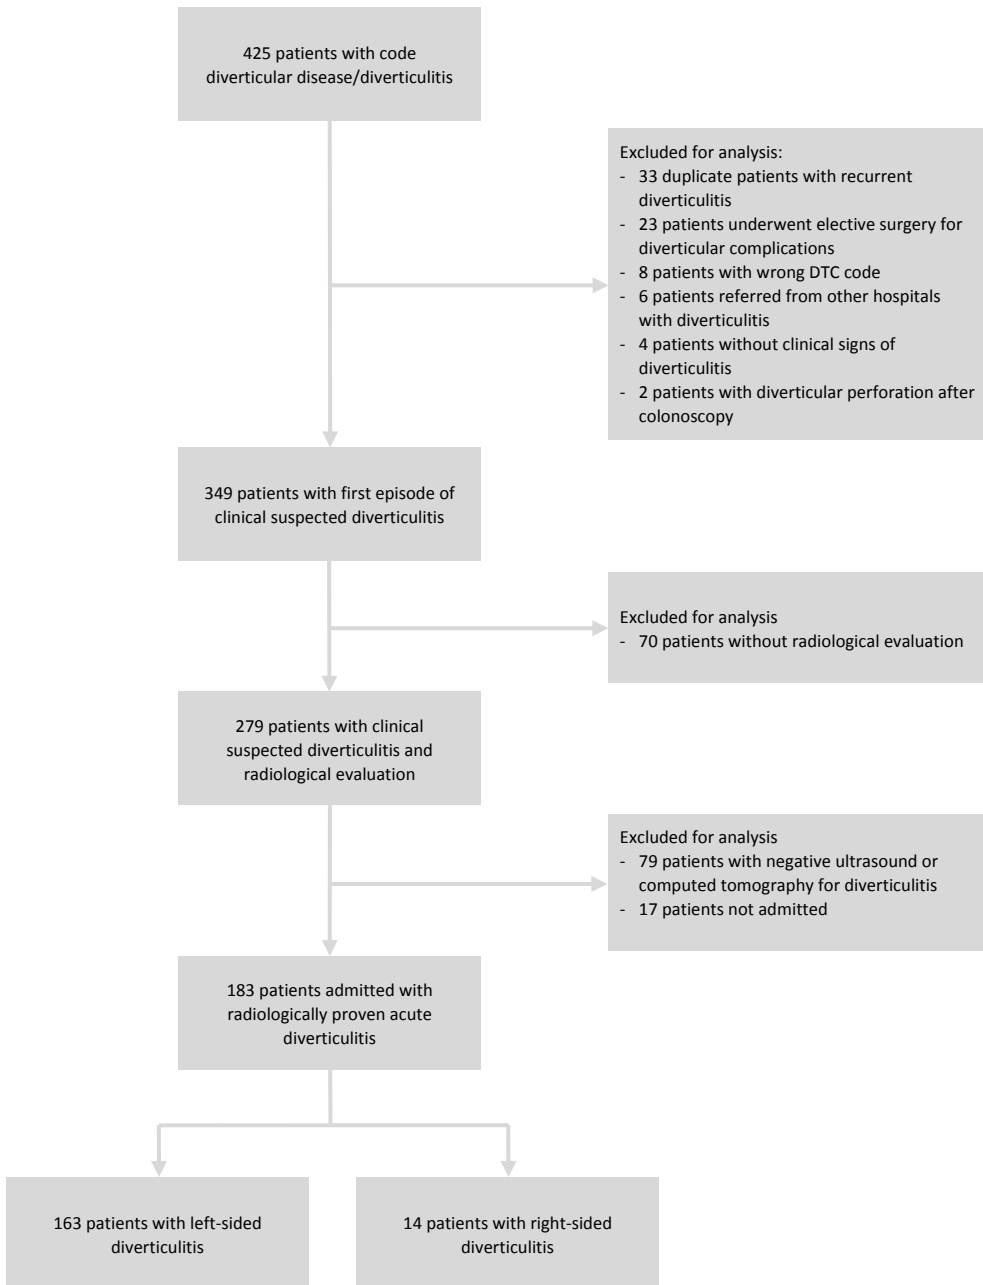 425 patients with code
diverticular disease/diverticulitis
Excluded for analysis:
- 33 duplicate patients with recurrent
diverticulitis
- 23 patients underwent elective surgery for
diverticular complications
- 8 patients with wrong DTC code
- 6 patients referred from other hospitals
with diverticulitis
- 4 patients without clinical signs of
diverticulitis
- 2 patients with diverticular perforation after
colonoscopy
349 patients with first episode of
clinical suspected diverticulitis
Excluded for analysis
- 70 patients without radiological evaluation
279 patients with clinical
suspected diverticulitis and
radiological evaluation
Excluded for analysis
- 79 patients with negative ultrasound or
computed tomography for diverticulitis
- 17 patients not admitted
183 patients admitted with
radiologically proven acute
diverticulitis
163 patients with left-sided
diverticulitis
14 patients with right-sided
diverticulitis